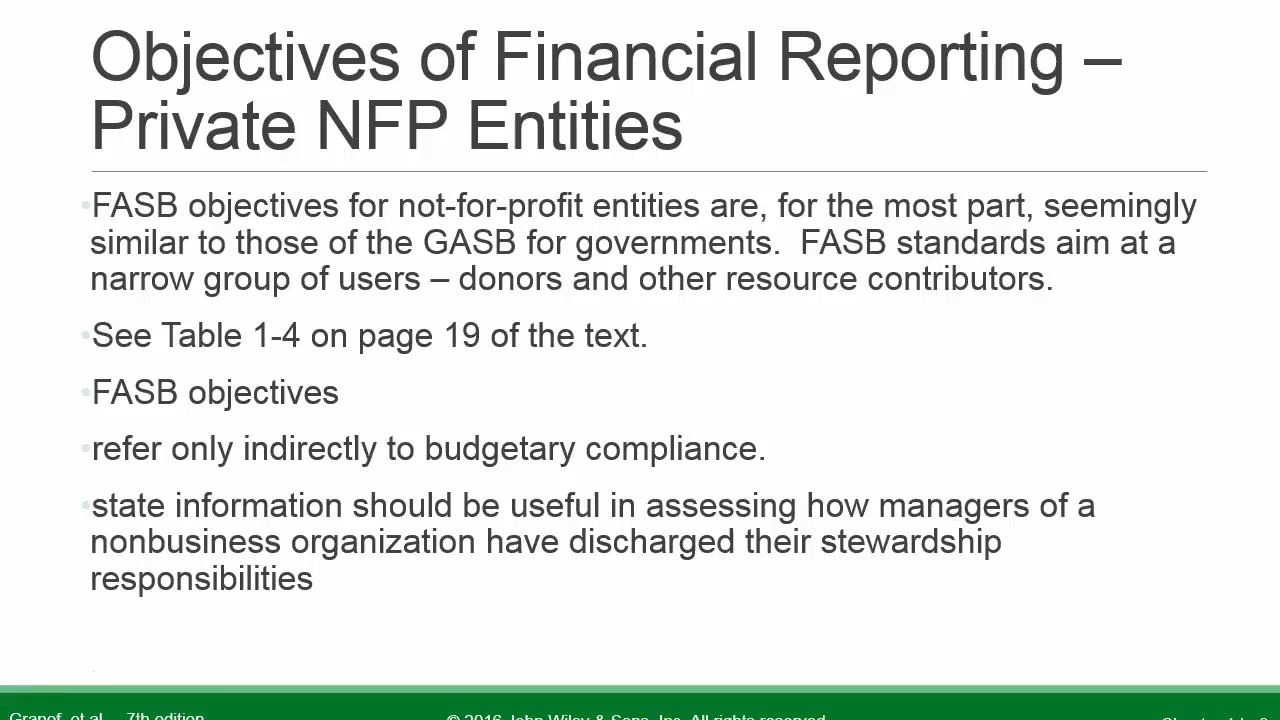 Objectives of Financial Reporting –
Private NFP Entities
•FASB objectives for not-for-profit entities are, for the most part, seemingly
similar to those of the GASB for governments.  FASB standards aim at a
narrow group of users – donors and other resource contributors.
•See Table 1-4 on page 19 of the text.
•FASB objectives
•refer only indirectly to budgetary compliance.
•state information should be useful in assessing how managers of a
nonbusiness organization have discharged their stewardship
responsibilities
Granof, et al. 7th edition
© 2016 John Wiley & Sons, Inc. All rights reserved.